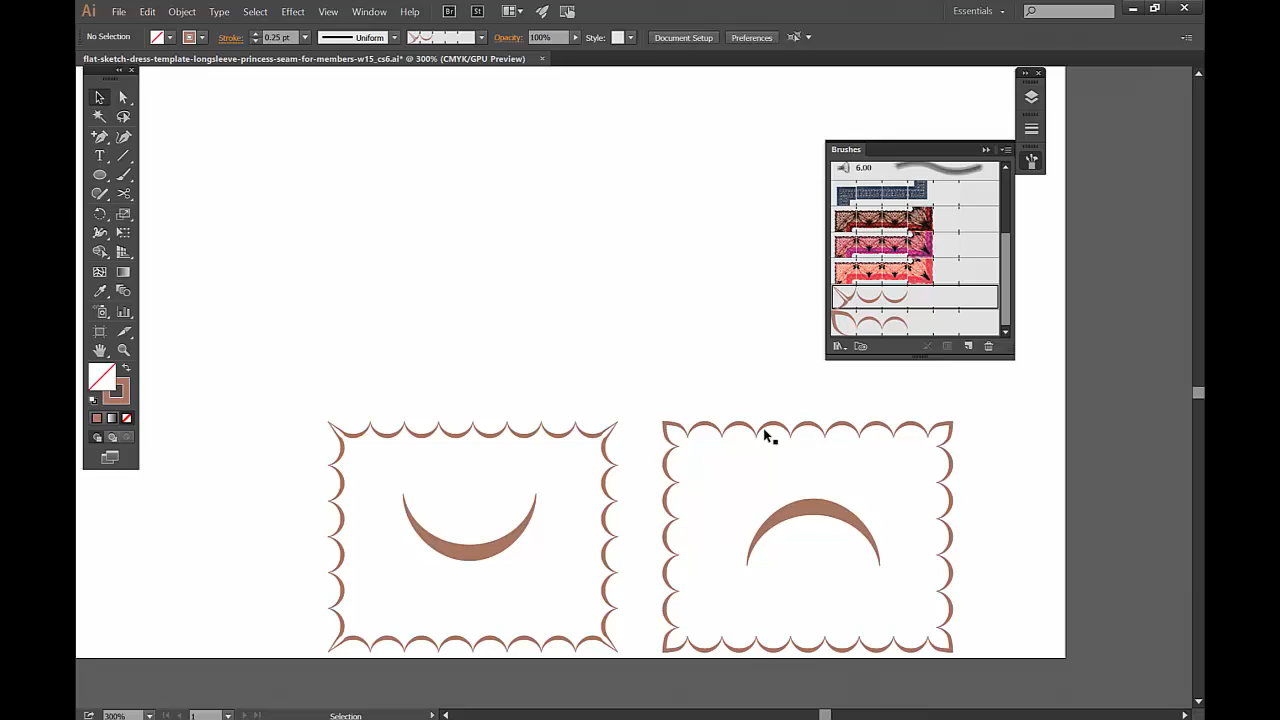 Ai File Edit Object Type Select Effect View Window Help Br St Essentials
No Selection Stroke: 0.25 pt Uniform Opacity: 100% Style: Document Setup Preferences
flat-sketch-dress-template-longsleeve-princess-seam-for-members-w15_cs6.ai* @ 300% (CMYK/GPU Preview)
Brushes
6.00
300% 1 Selection